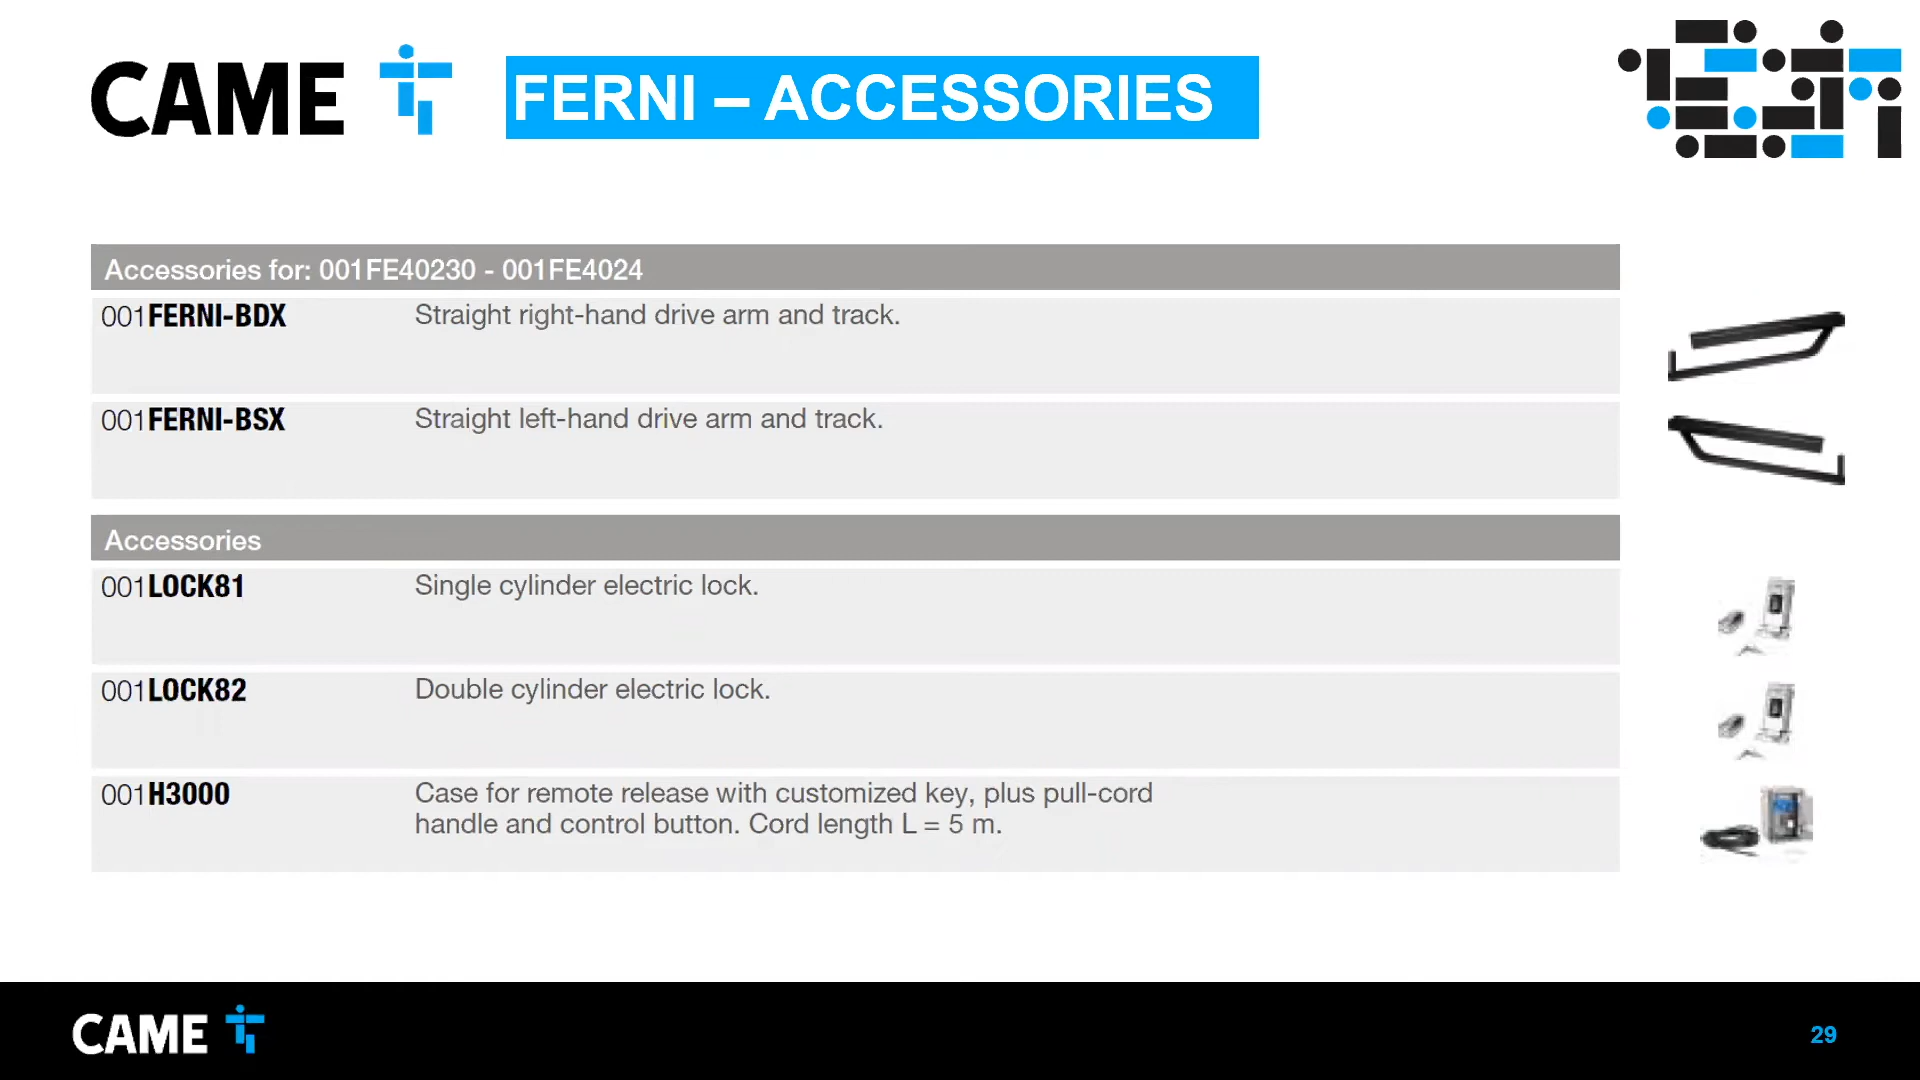 CAME
FERNI – ACCESSORIES
Accessories for: 001FE40230 - 001FE4024
001FERNI-BDX Straight right-hand drive arm and track.
001FERNI-BSX Straight left-hand drive arm and track.
Accessories
001LOCK81 Single cylinder electric lock.
001LOCK82 Double cylinder electric lock.
001H3000 Case for remote release with customized key, plus pull-cord
handle and control button. Cord length L = 5 m.
CAME
29